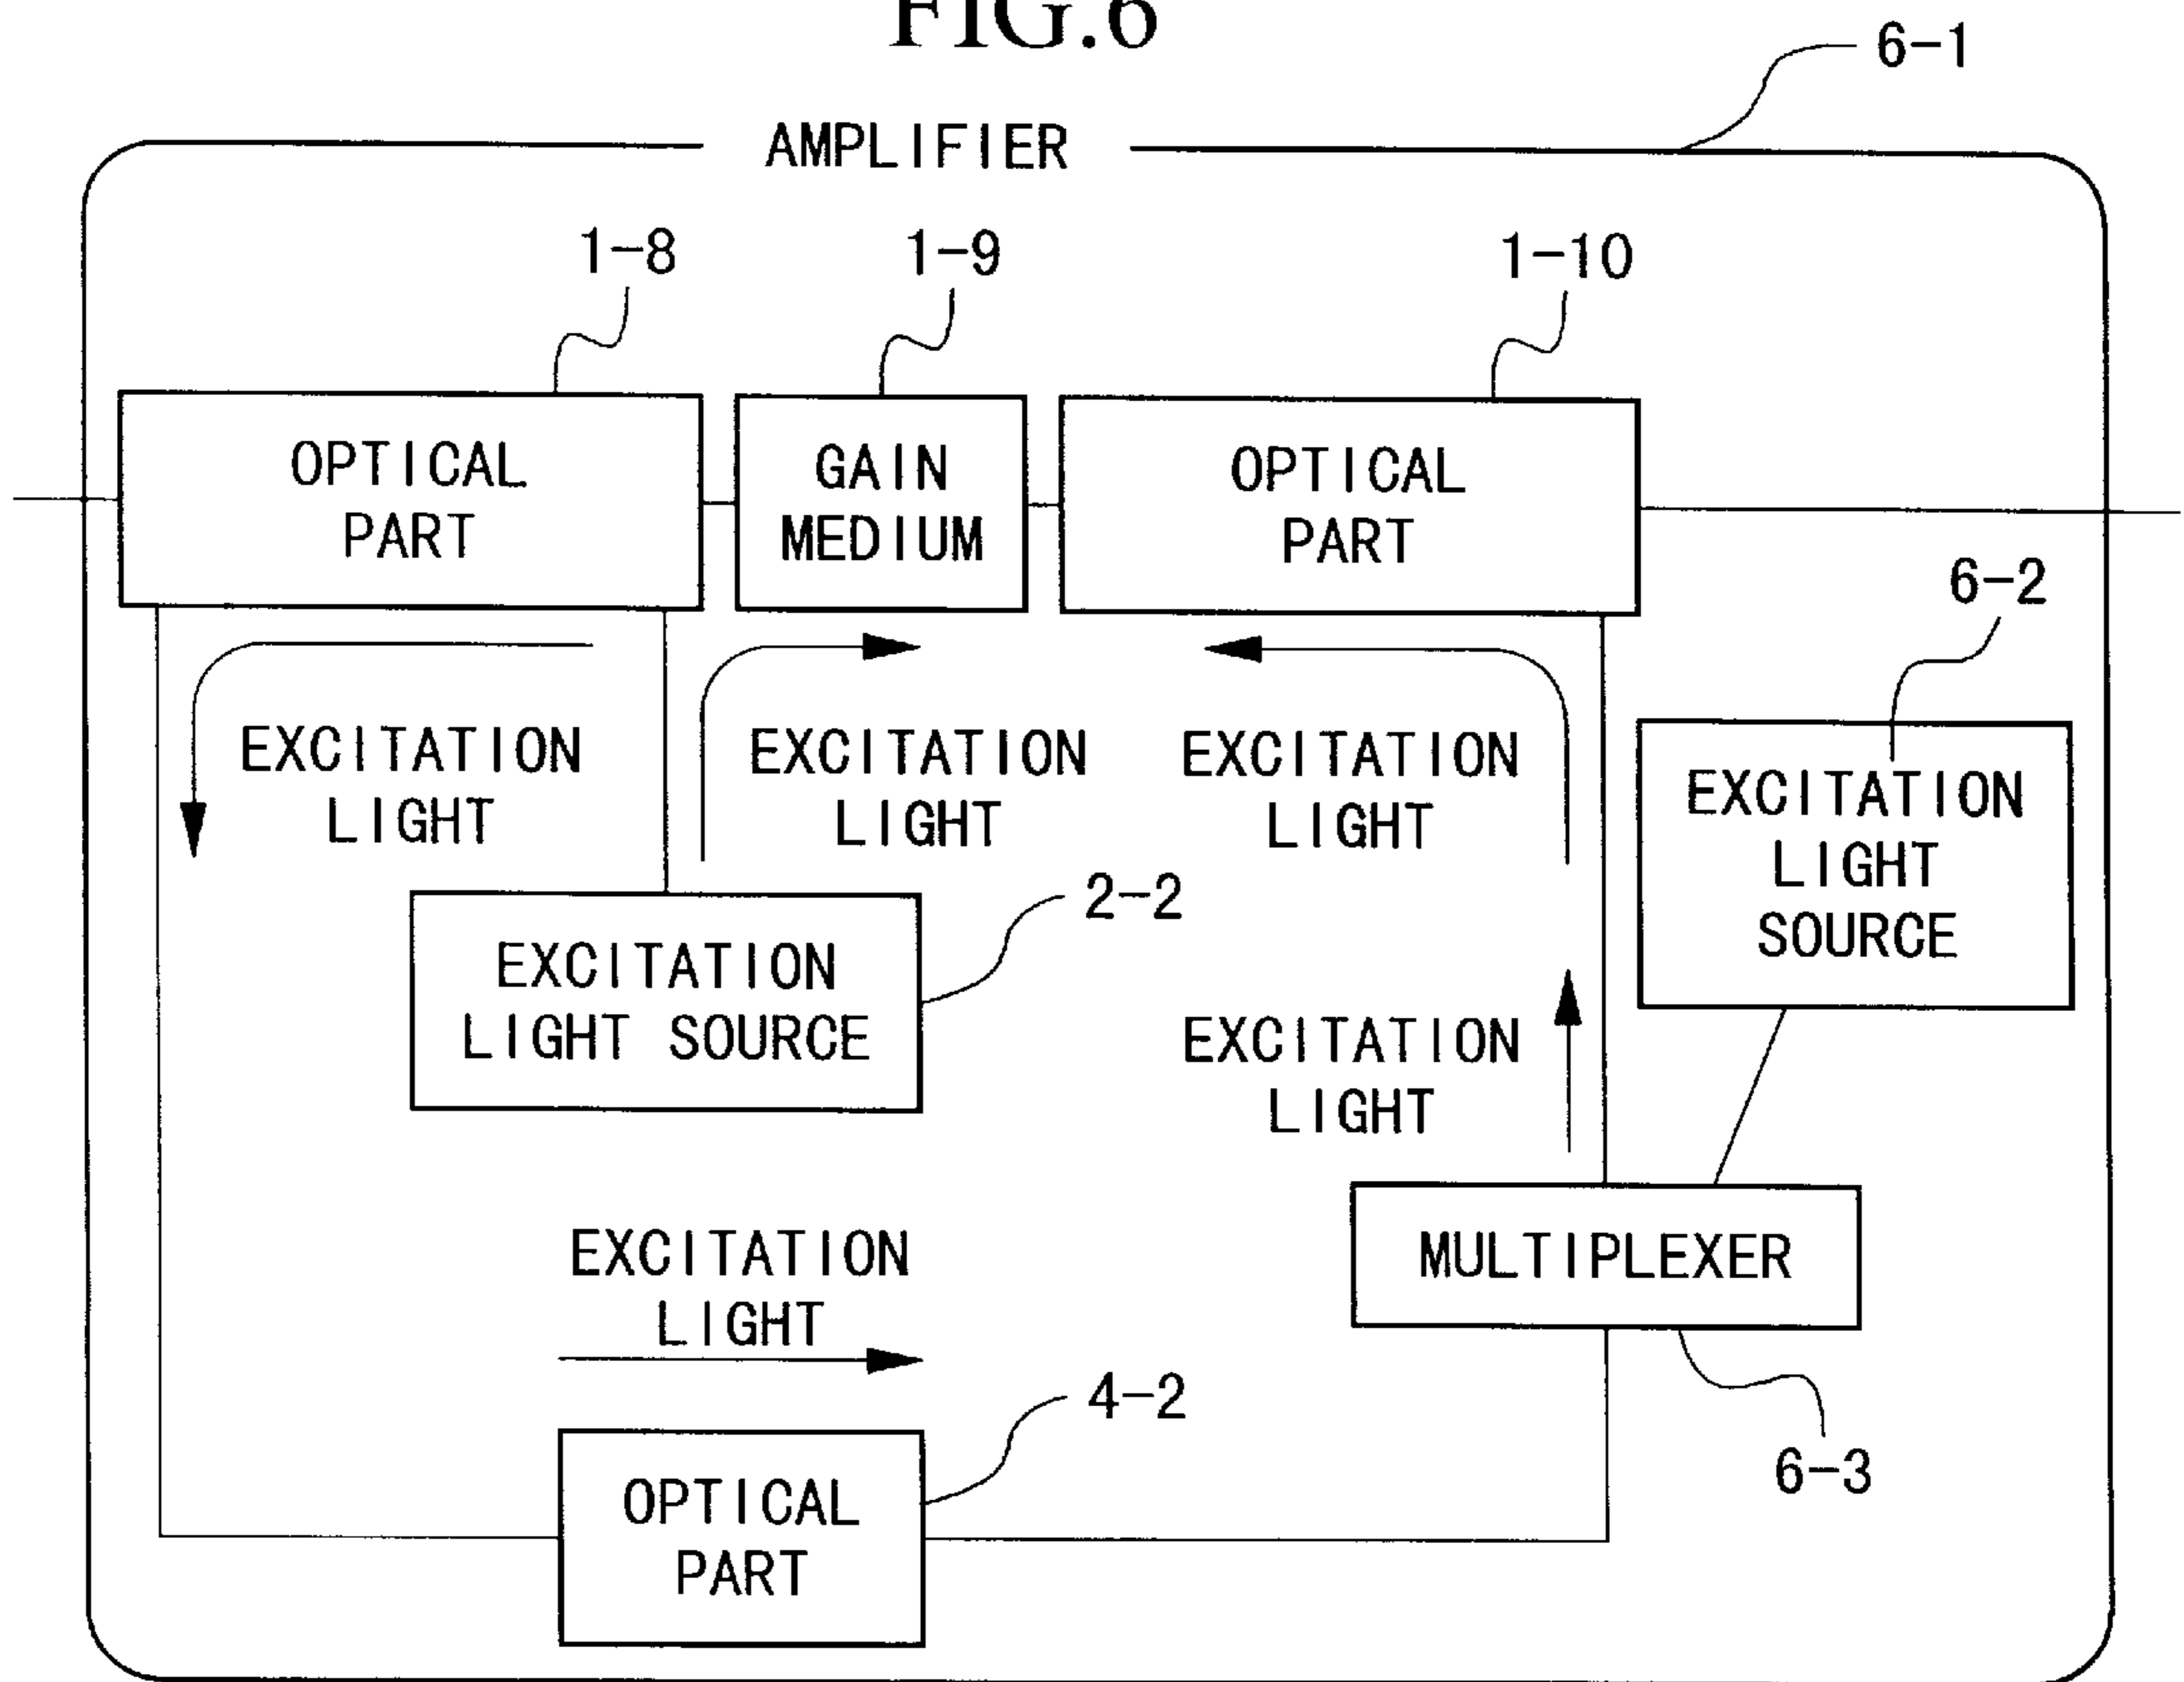 FIG.6
6-1
AMPLIFIER
1-8
1-9
1-10
OPTICAL
PART
GAIN
MEDIUM
OPTICAL
PART
6-2
EXCITATION
LIGHT
EXCITATION
LIGHT
EXCITATION
LIGHT
EXCITATION
LIGHT
SOURCE
2-2
EXCITATION
LIGHT SOURCE
EXCITATION
LIGHT
MULTIPLEXER
EXCITATION
LIGHT
4-2
6-3
OPTICAL
PART